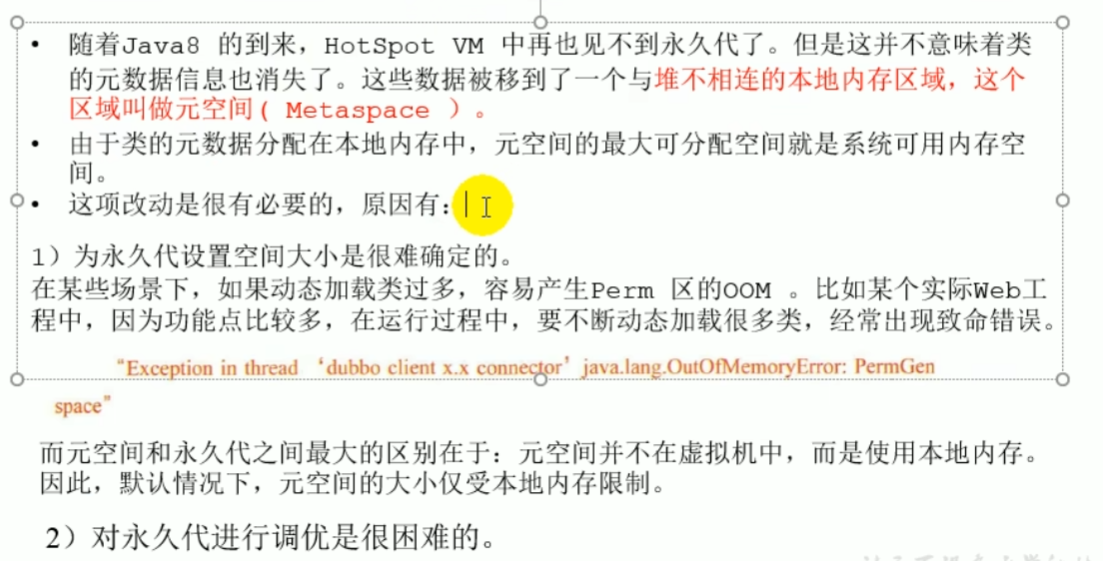 • 随着Java8 的到来，HotSpot VM 中再也见不到永久代了。但是这并不意味着类
的元数据信息也消失了。这些数据被移到了一个与堆不相连的本地内存区域，这个
区域叫做元空间( Metaspace ）。
• 由于类的元数据分配在本地内存中，元空间的最大可分配空间就是系统可用内存空
间。
• 这项改动是很有必要的，原因有：
1）为永久代设置空间大小是很难确定的。
在某些场景下，如果动态加载类过多，容易产生Perm 区的OOM 。比如某个实际Web工
程中，因为功能点比较多，在运行过程中，要不断动态加载很多类，经常出现致命错误。
“Exception in thread ‘dubbo client x.x connector’ java.lang.OutOfMemoryError: PermGen
space”
而元空间和永久代之间最大的区别在于：元空间并不在虚拟机中，而是使用本地内存。
因此，默认情况下，元空间的大小仅受本地内存限制。
2）对永久代进行调优是很困难的。